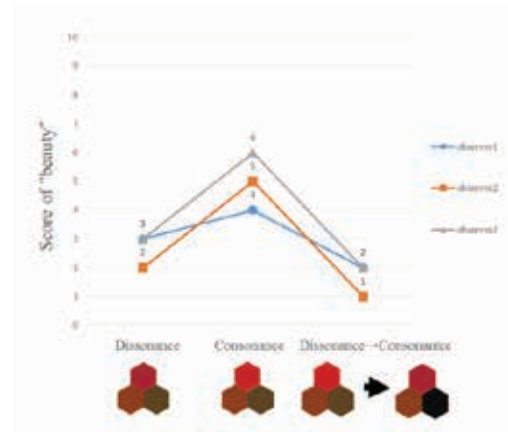 10
9
8
7
6
5
4
3
2
1
0
Score of "beauty"
3
2
6
5
4
2
1
observer1
observer2
observer3
Dissonance
Consonance
Dissonance→Consonance